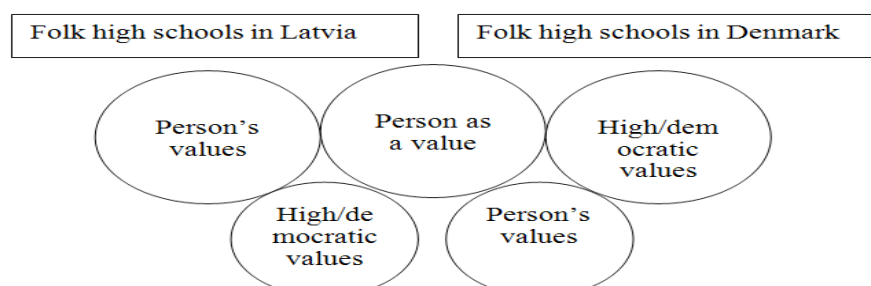 Folk high schools in Latvia
Folk high schools in Denmark
Person's
values
Person as
a value
High/dem
ocratic
values
High/de
mocratic
values
Person's
values